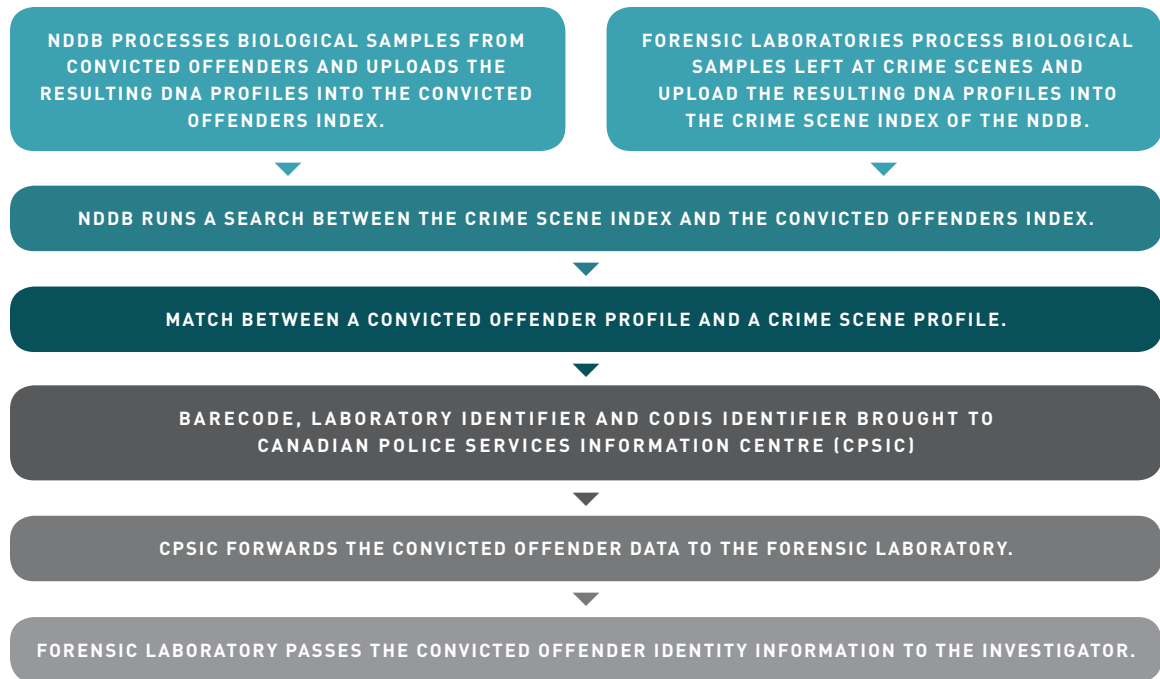 NDDB PROCESSES BIOLOGICAL SAMPLES FROM
CONVICTED OFFENDERS AND UPLOADS THE
RESULTING DNA PROFILES INTO THE CONVICTED
OFFENDERS INDEX.
FORENSIC LABORATORIES PROCESS BIOLOGICAL
SAMPLES LEFT AT CRIME SCENES AND
UPLOAD THE RESULTING DNA PROFILES INTO
THE CRIME SCENE INDEX OF THE NDDB.
NDDB RUNS A SEARCH BETWEEN THE CRIME SCENE INDEX AND THE CONVICTED OFFENDERS INDEX.
MATCH BETWEEN A CONVICTED OFFENDER PROFILE AND A CRIME SCENE PROFILE.
BARECODE, LABORATORY IDENTIFIER AND CODIS IDENTIFIER BROUGHT TO
CANADIAN POLICE SERVICES INFORMATION CENTRE (CPSIC)
CPSIC FORWARDS THE CONVICTED OFFENDER DATA TO THE FORENSIC LABORATORY.
FORENSIC LABORATORY PASSES THE CONVICTED OFFENDER IDENTITY INFORMATION TO THE INVESTIGATOR.